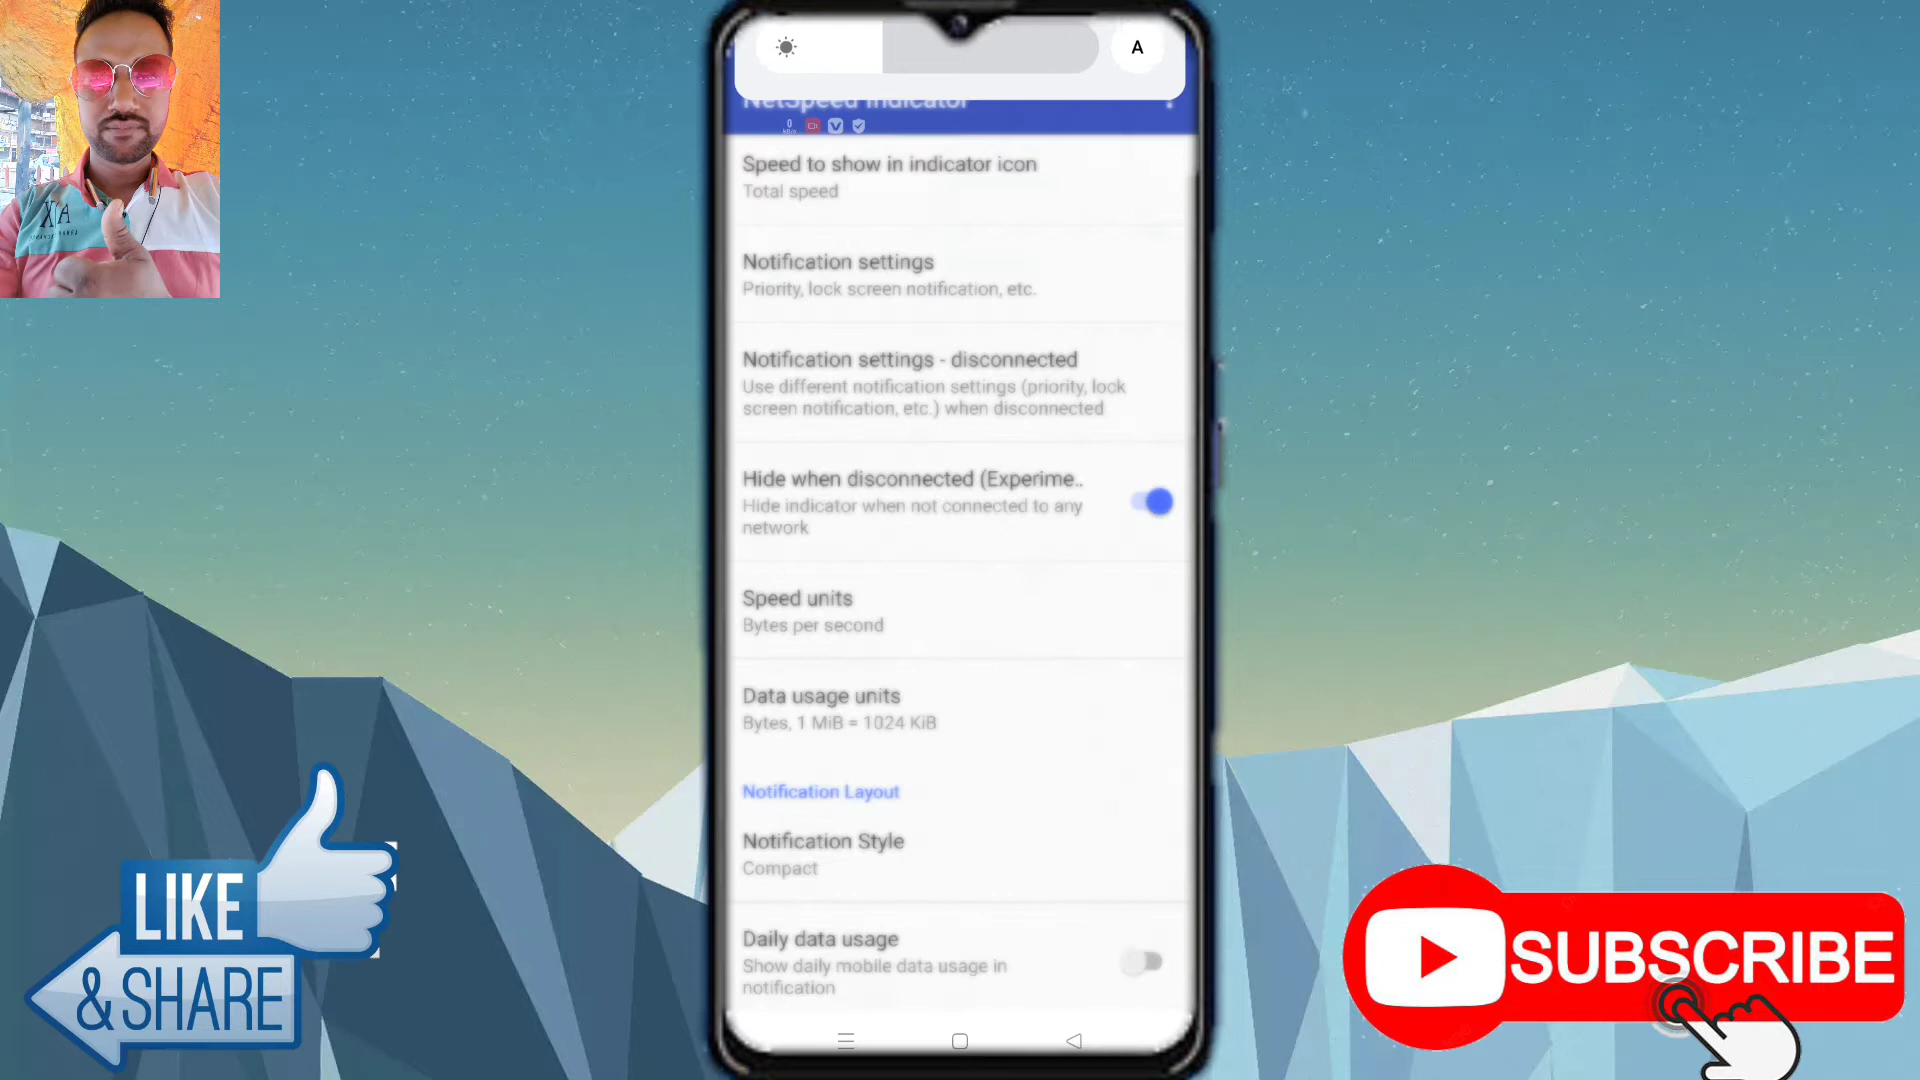 A
NetSpeed Indicator
0
kB/s
Speed to show in indicator icon
Total speed
Notification settings
Priority, lock screen notification, etc.
Notification settings - disconnected
Use different notification settings (priority, lock
screen notification, etc.) when disconnected
Hide when disconnected (Experime..
Hide indicator when not connected to any
network
Speed units
Bytes per second
Data usage units
Bytes, 1 MiB = 1024 KiB
Notification Layout
Notification Style
Compact
Daily data usage
Show daily mobile data usage in
notification
LIKE
&SHARE
SUBSCRIBE